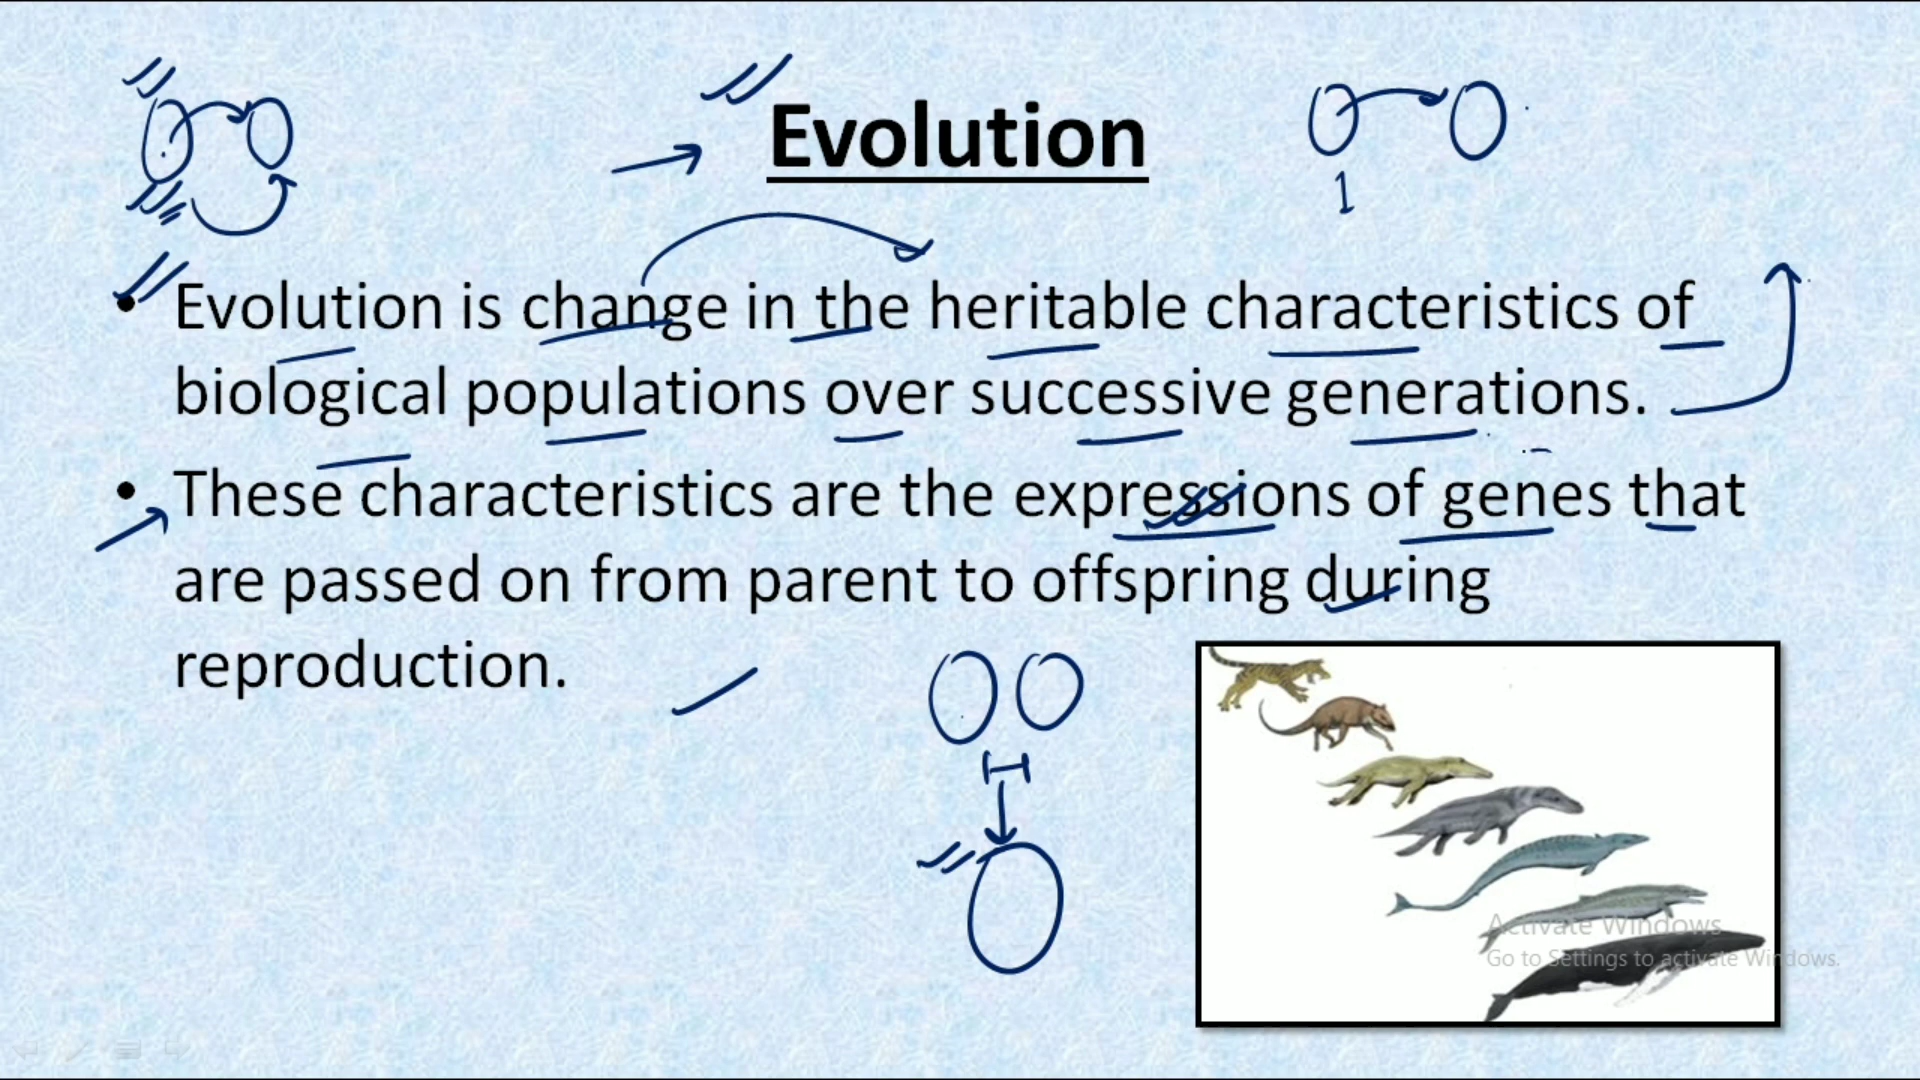 Evolution
1
• Evolution is change in the heritable characteristics of
biological populations over successive generations.
• These characteristics are the expressions of genes that
are passed on from parent to offspring during
reproduction.
Activate Windows
Go to Settings to activate Windows.